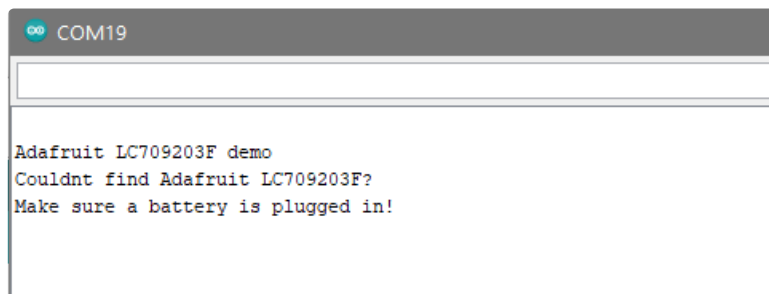 COM19
Adafruit LC709203F demo
Couldnt find Adafruit LC709203F?
Make sure a battery is plugged in!